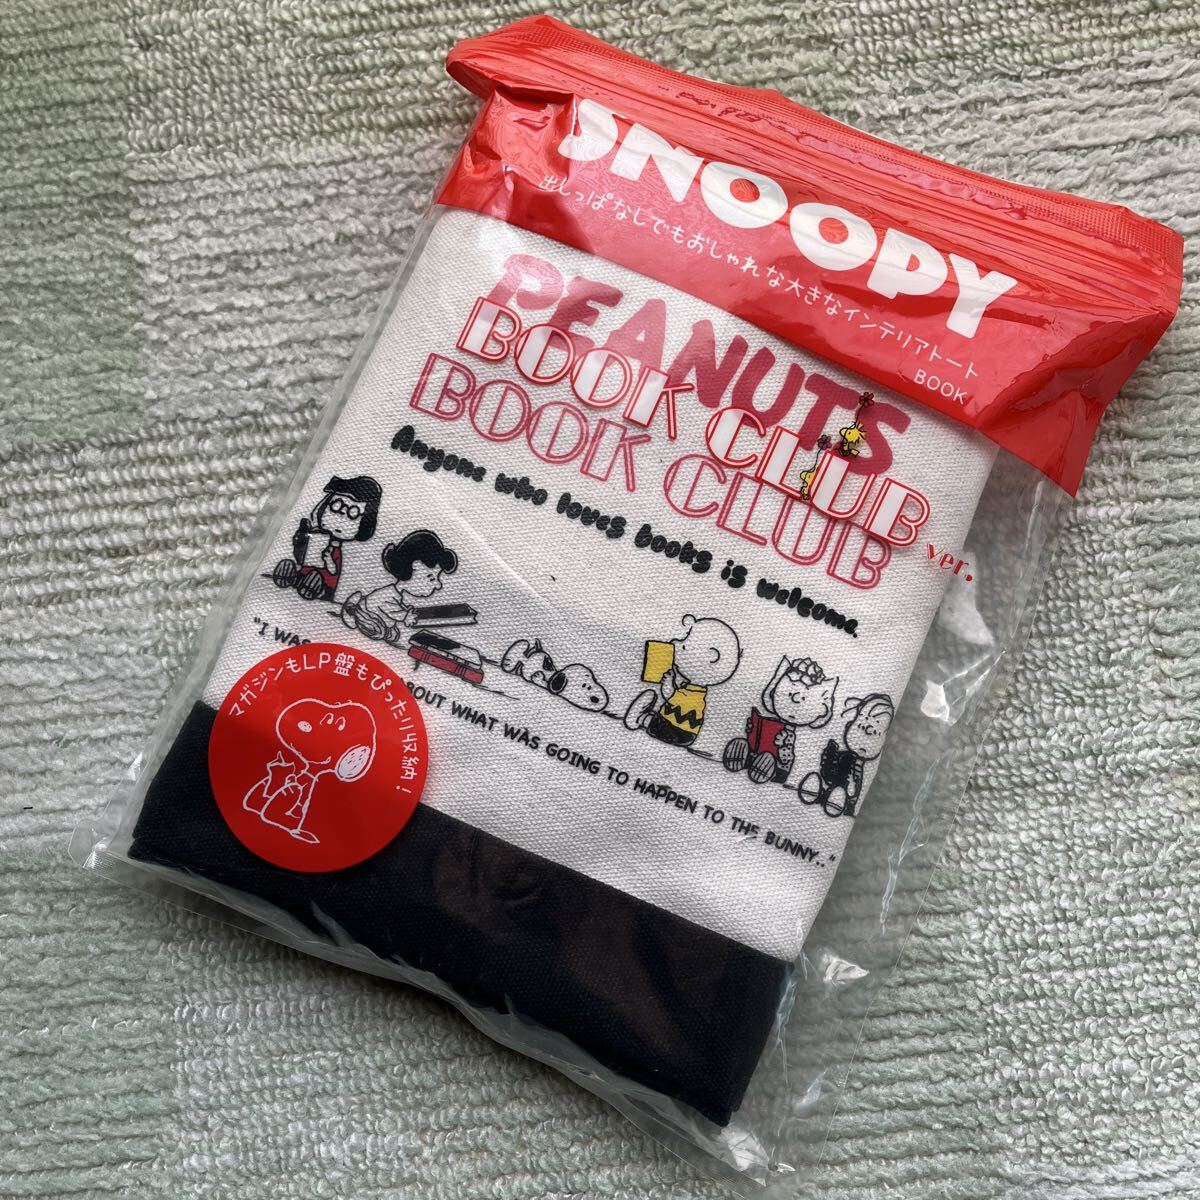 SNOOPY
出しっぱなしでもおしゃれな大きなインテリアトート
BOOK
PEANUTS
BOOK CLUB ver.
BOOK CLUB
Anyone who loves books is welcome.
"I WAS
ABOUT WHAT WAS GOING TO HAPPEN TO THE BUNNY.."
マガジンもLP盤もぴったり収納!